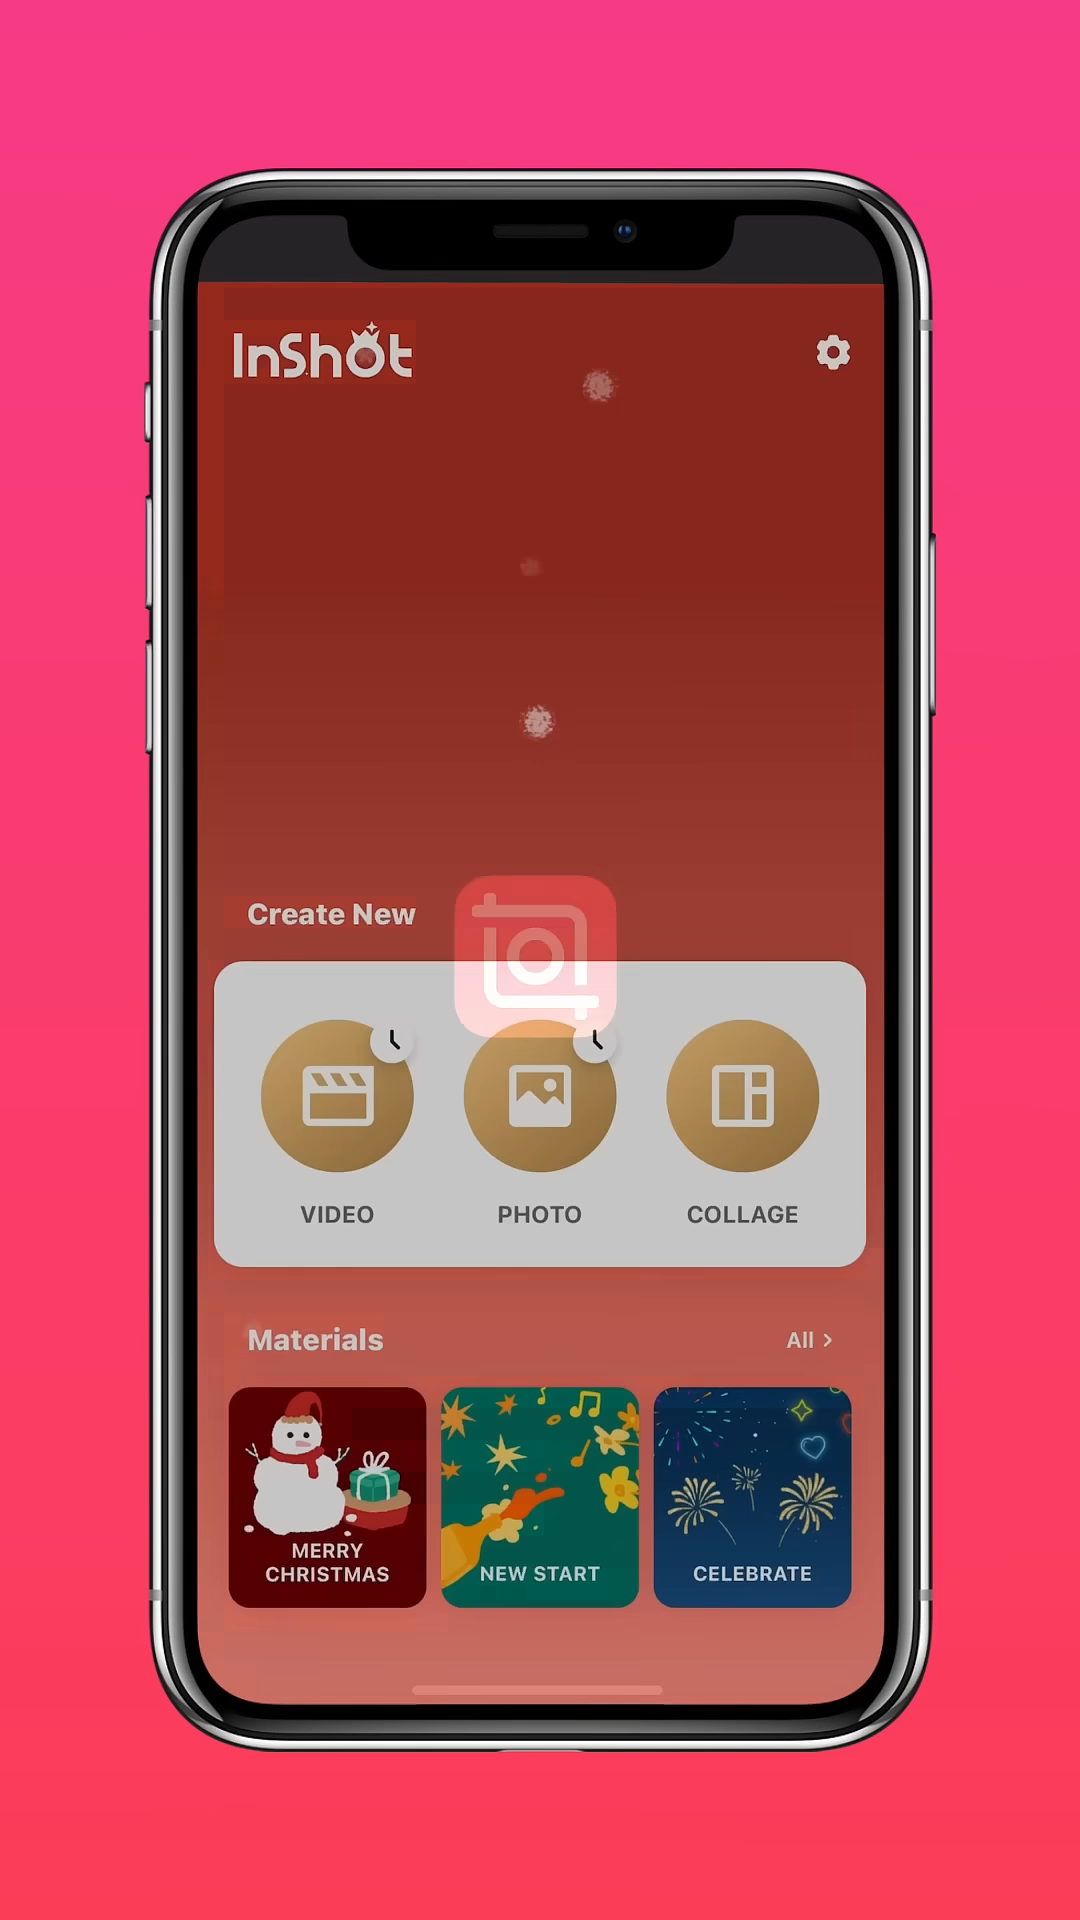 InShot
Create New
VIDEO
PHOTO
COLLAGE
Materials
All >
MERRY
CHRISTMAS
NEW START
CELEBRATE